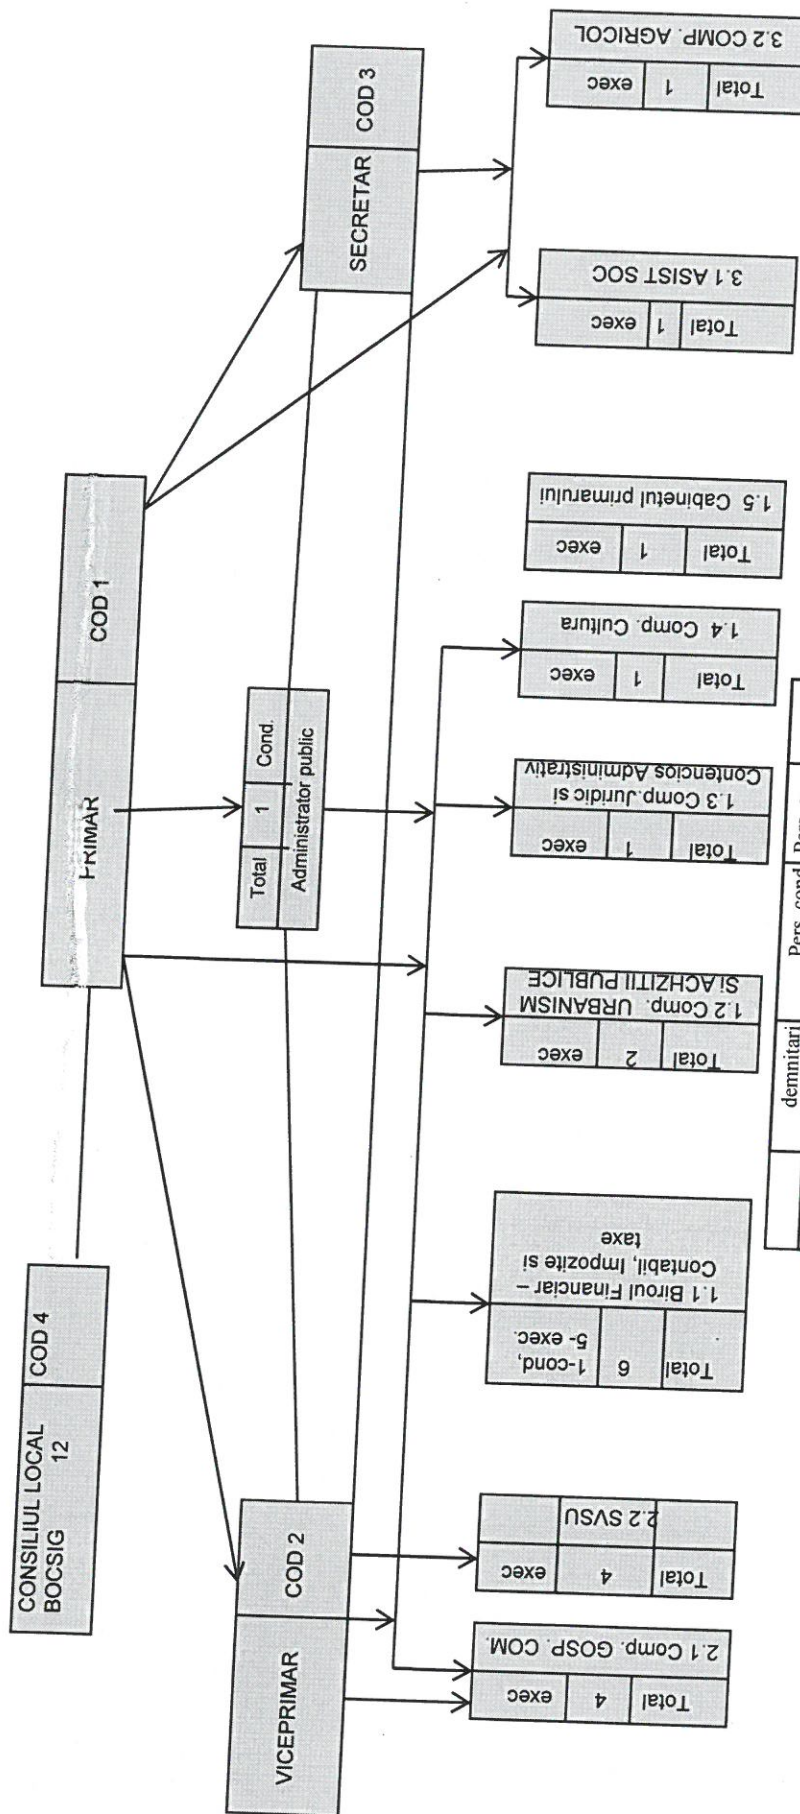 CONSILIUL LOCAL
BOCSIG 12
COD 4
PRIMAR
COD 1
VICEPRIMAR
COD 2
Total
1
Cond.
Administrator public
SECRETAR
COD 3
2.1 Comp. GOSP. COM.
Total
4
exec
2.2 SVSU
Total
4
exec
1.1 Biroul Financiar –
Contabil, Impozite si
taxe
Total
6
1-cond,
5- exec.
1.2 Comp. URBANISM
Si ACHZITII PUBLICE
Total
2
exec
1.3 Comp.Juridic si
Contencios Administrativ
Total
1
exec
1.4 Comp. Cultura
Total
1
exec
1.5 Cabinetul primarului
Total
1
exec
3.1 ASIST SOC
Total
1
exec
3.2 COMP. AGRICOL
Total
1
exec
demnitari
Pers. cond